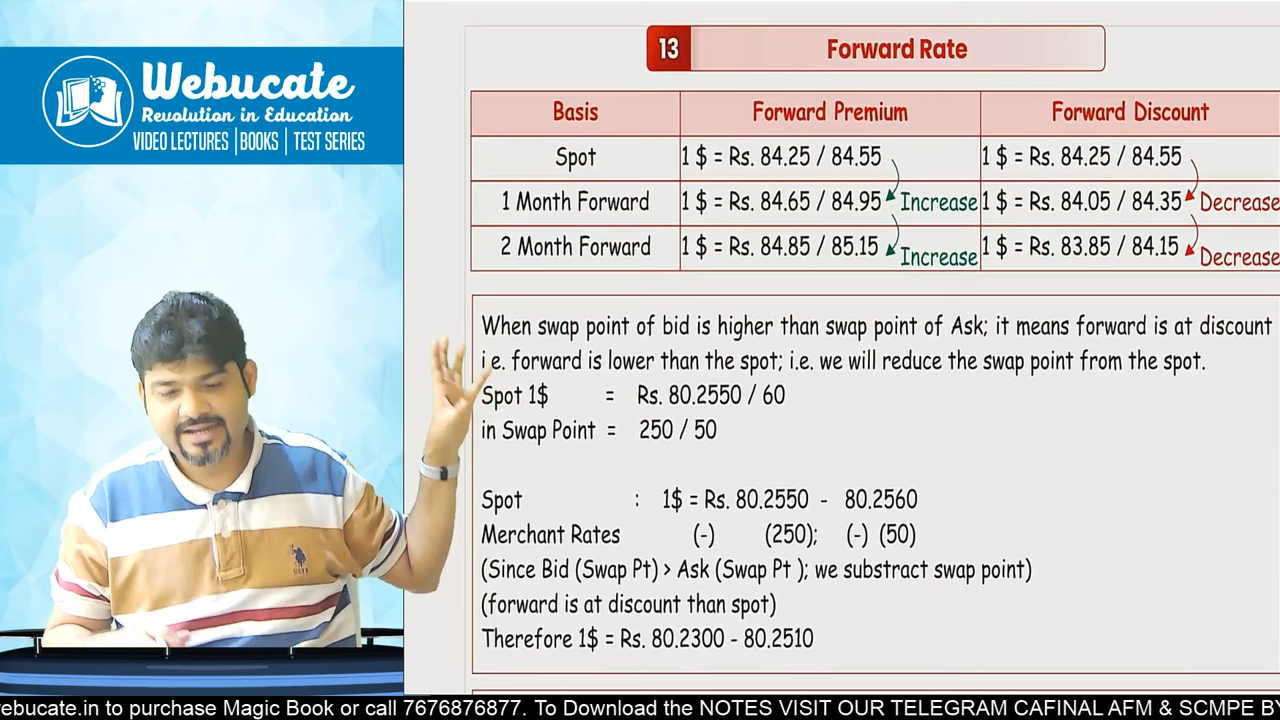 Webucate
Revolution in Education
VIDEO LECTURES | BOOKS | TEST SERIES
13 Forward Rate
Basis Forward Premium Forward Discount
Spot 1 $ = Rs. 84.25 / 84.55 1 $ = Rs. 84.25 / 84.55
1 Month Forward 1 $ = Rs. 84.65 / 84.95 Increase 1 $ = Rs. 84.05 / 84.35 Decrease
2 Month Forward 1 $ = Rs. 84.85 / 85.15 Increase 1 $ = Rs. 83.85 / 84.15 Decrease
When swap point of bid is higher than swap point of Ask; it means forward is at discount
i.e. forward is lower than the spot; i.e. we will reduce the swap point from the spot.
Spot 1$ = Rs. 80.2550 / 60
in Swap Point = 250 / 50
Spot : 1$ = Rs. 80.2550 - 80.2560
Merchant Rates (-) (250); (-) (50)
(Since Bid (Swap Pt) > Ask (Swap Pt ); we substract swap point)
(forward is at discount than spot)
Therefore 1$ = Rs. 80.2300 - 80.2510
ebucate.in to purchase Magic Book or call 7676876877. To Download the NOTES VISIT OUR TELEGRAM CAFINAL AFM & SCMPE BY